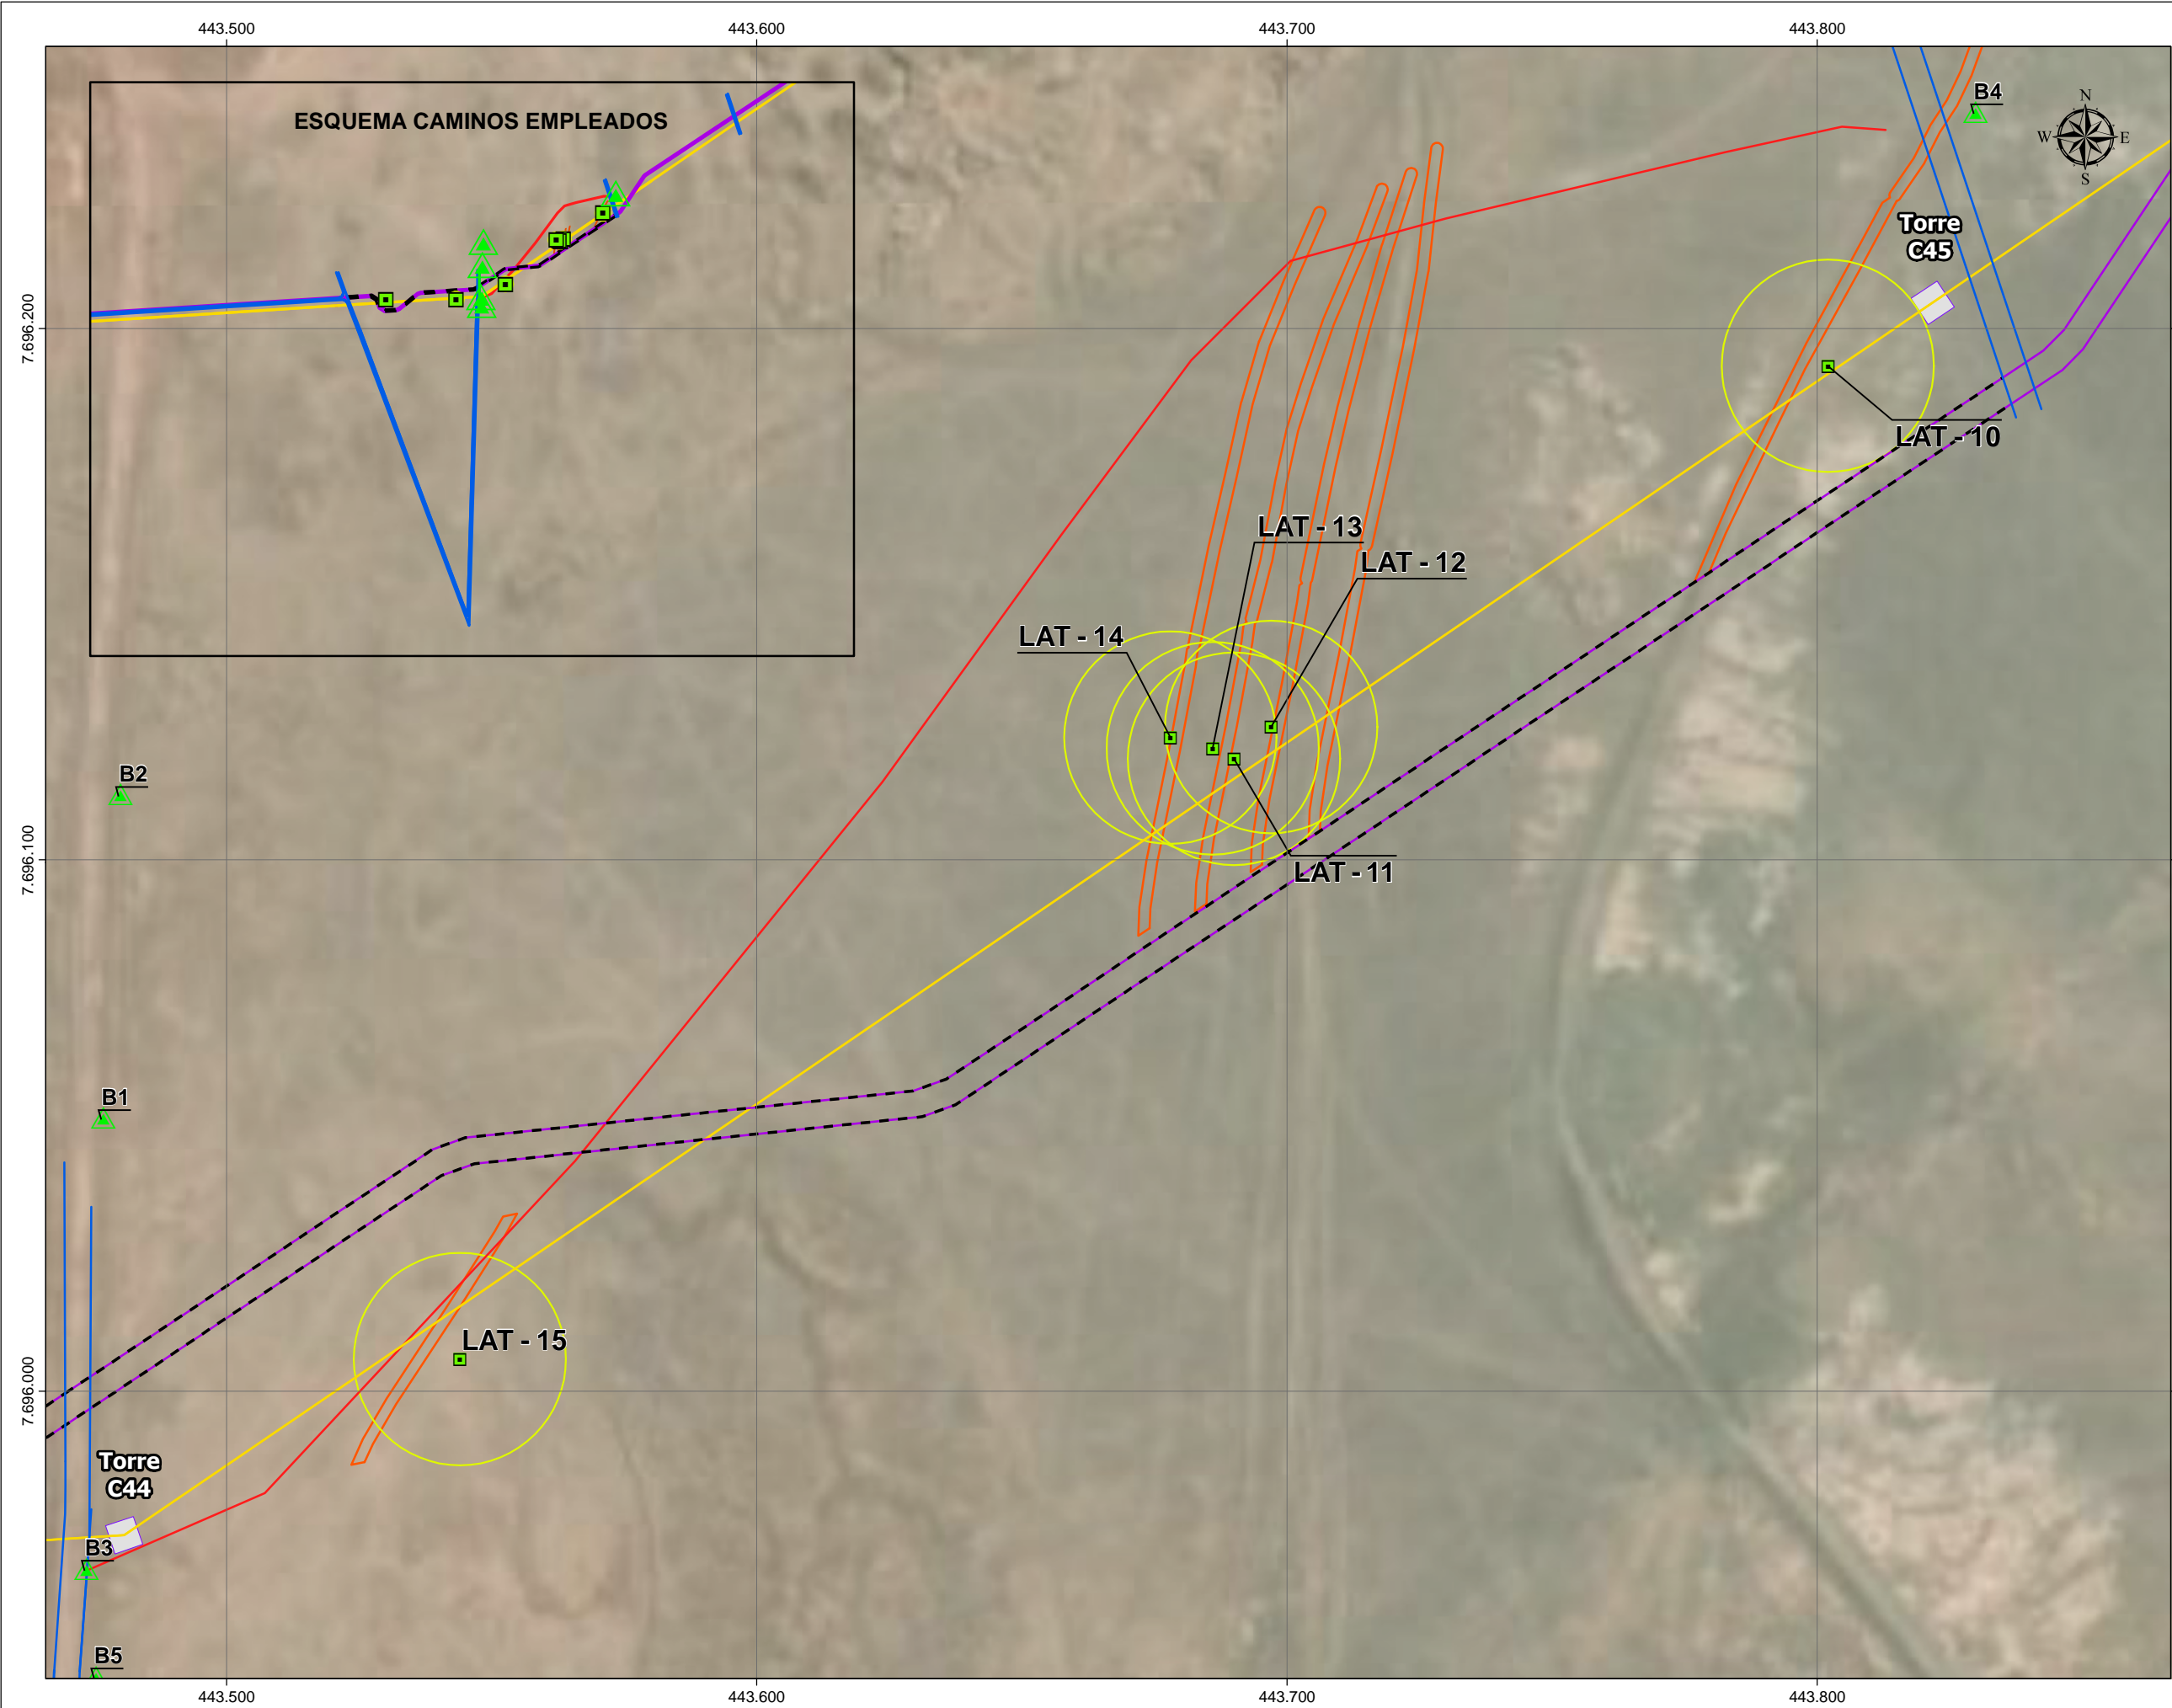 443.500
443.600
443.700
443.800
ESQUEMA CAMINOS EMPLEADOS
B4
N
W
E
S
Torre
C45
7.696.200
LAT - 10
LAT - 13
LAT - 12
LAT - 14
B2
7.696.100
LAT - 11
B1
LAT - 15
7.696.000
Torre
C44
B3
B5
443.500
443.600
443.700
443.800